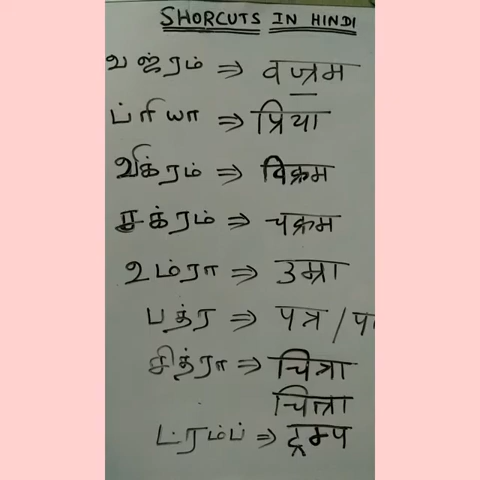 SHORCUTS IN HINDI
வஜ்ரம் ⇒ वज्रम
ப்ரியா ⇒ प्रिया
விக்ரம் ⇒ विक्रम
சக்ரம் ⇒ चक्रम
உம்ரா ⇒ उम्रा
பத்ர ⇒ पत्र /
சித்ரா ⇒ चित्रा
चित्रा
ட்ரம்ப் ⇒ ट्रम्प